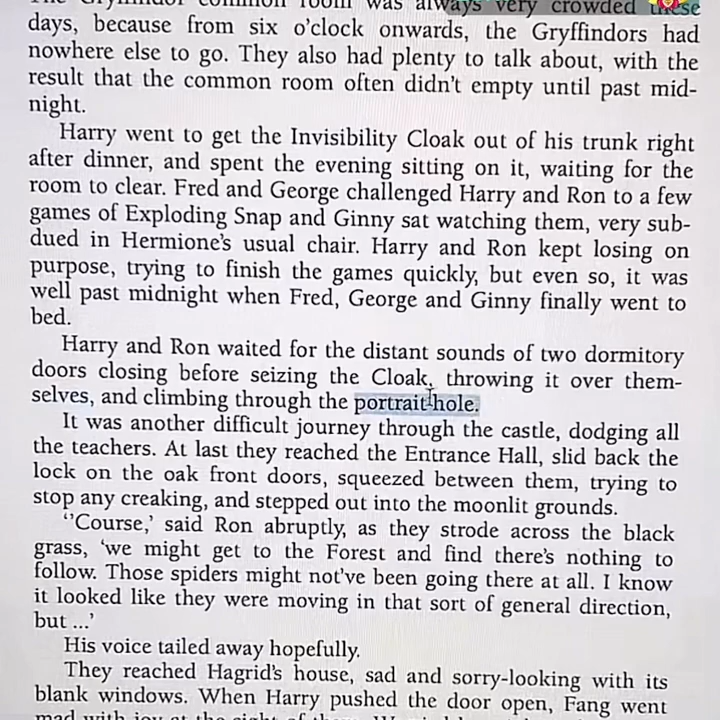 The Gryffindor common room was always very crowded these
days, because from six o’clock onwards, the Gryffindors had
nowhere else to go. They also had plenty to talk about, with the
result that the common room often didn’t empty until past mid-
night.
Harry went to get the Invisibility Cloak out of his trunk right
after dinner, and spent the evening sitting on it, waiting for the
room to clear. Fred and George challenged Harry and Ron to a few
games of Exploding Snap and Ginny sat watching them, very sub-
dued in Hermione’s usual chair. Harry and Ron kept losing on
purpose, trying to finish the games quickly, but even so, it was
well past midnight when Fred, George and Ginny finally went to
bed.
Harry and Ron waited for the distant sounds of two dormitory
doors closing before seizing the Cloak, throwing it over them-
selves, and climbing through the portrait hole.
It was another difficult journey through the castle, dodging all
the teachers. At last they reached the Entrance Hall, slid back the
lock on the oak front doors, squeezed between them, trying to
stop any creaking, and stepped out into the moonlit grounds.
‘’Course,’ said Ron abruptly, as they strode across the black
grass, ‘we might get to the Forest and find there’s nothing to
follow. Those spiders might not’ve been going there at all. I know
it looked like they were moving in that sort of general direction,
but ...’
His voice tailed away hopefully.
They reached Hagrid’s house, sad and sorry-looking with its
blank windows. When Harry pushed the door open, Fang went
mad with joy at the sight of them.